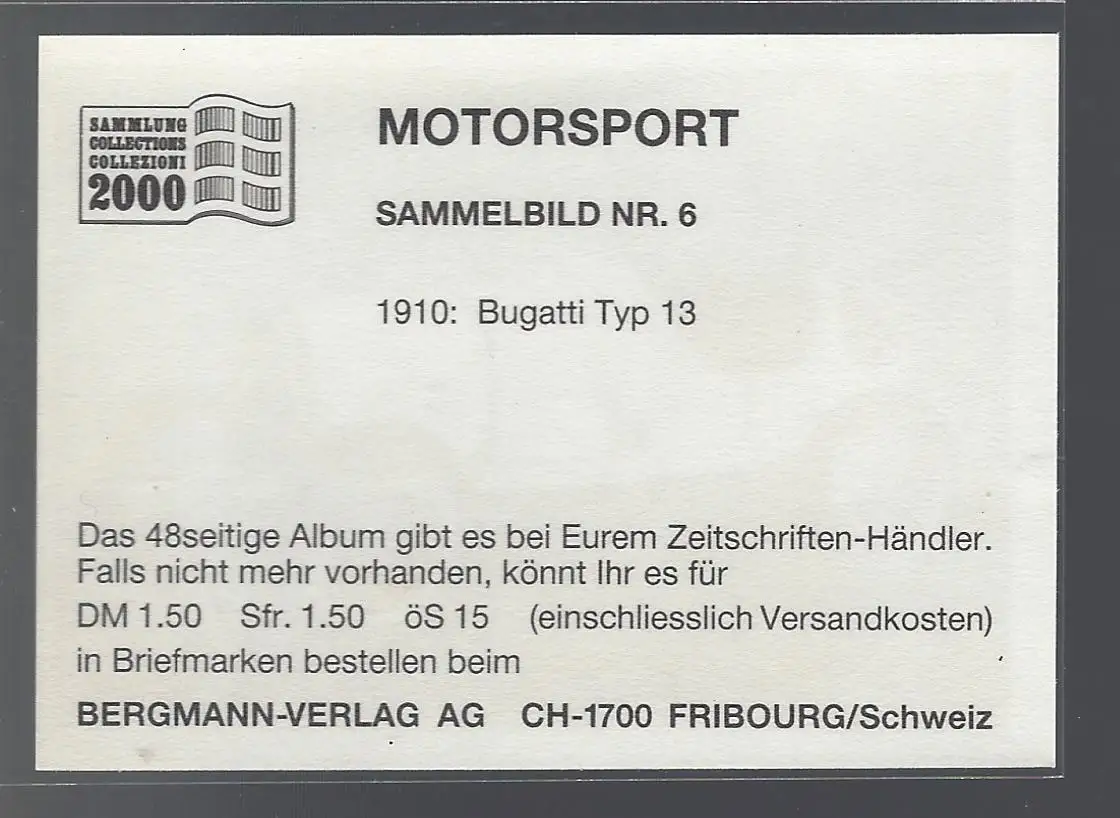 SAMMLUNG
COLLECTIONS
COLLEZIONI
2000
MOTORSPORT
SAMMELBILD NR. 6
1910: Bugatti Typ 13
Das 48seitige Album gibt es bei Eurem Zeitschriften-Händler.
Falls nicht mehr vorhanden, könnt Ihr es für
DM 1.50 Sfr. 1.50 öS 15 (einschliesslich Versandkosten)
in Briefmarken bestellen beim
BERGMANN-VERLAG AG CH-1700 FRIBOURG/Schweiz